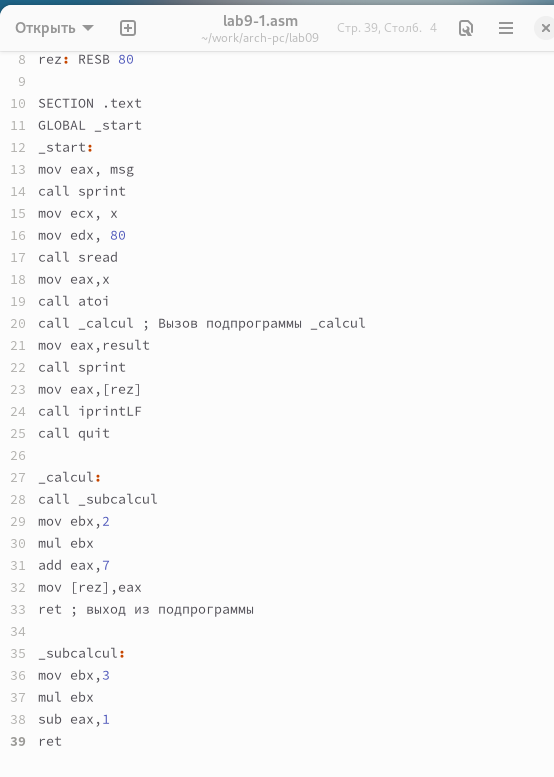 Открыть
lab9-1.asm
~/work/arch-pc/lab09
Стр. 39, Столб. 4
8 rez: RESB 80
9
10 SECTION .text
11 GLOBAL _start
12 _start:
13 mov eax, msg
14 call sprint
15 mov ecx, x
16 mov edx, 80
17 call sread
18 mov eax,x
19 call atoi
20 call _calcul ; Вызов подпрограммы _calcul
21 mov eax,result
22 call sprint
23 mov eax,[rez]
24 call iprintLF
25 call quit
26
27 _calcul:
28 call _subcalcul
29 mov ebx,2
30 mul ebx
31 add eax,7
32 mov [rez],eax
33 ret ; выход из подпрограммы
34
35 _subcalcul:
36 mov ebx,3
37 mul ebx
38 sub eax,1
39 ret